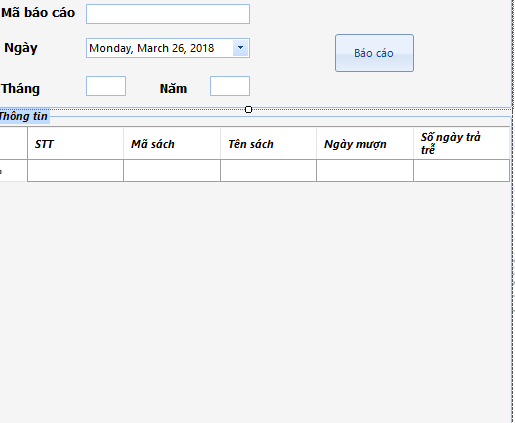 Mã báo cáo
Ngày
Monday, March 26, 2018
Báo cáo
Tháng
Năm
Thông tin
STT
Mã sách
Tên sách
Ngày mượn
Số ngày trả
trễ